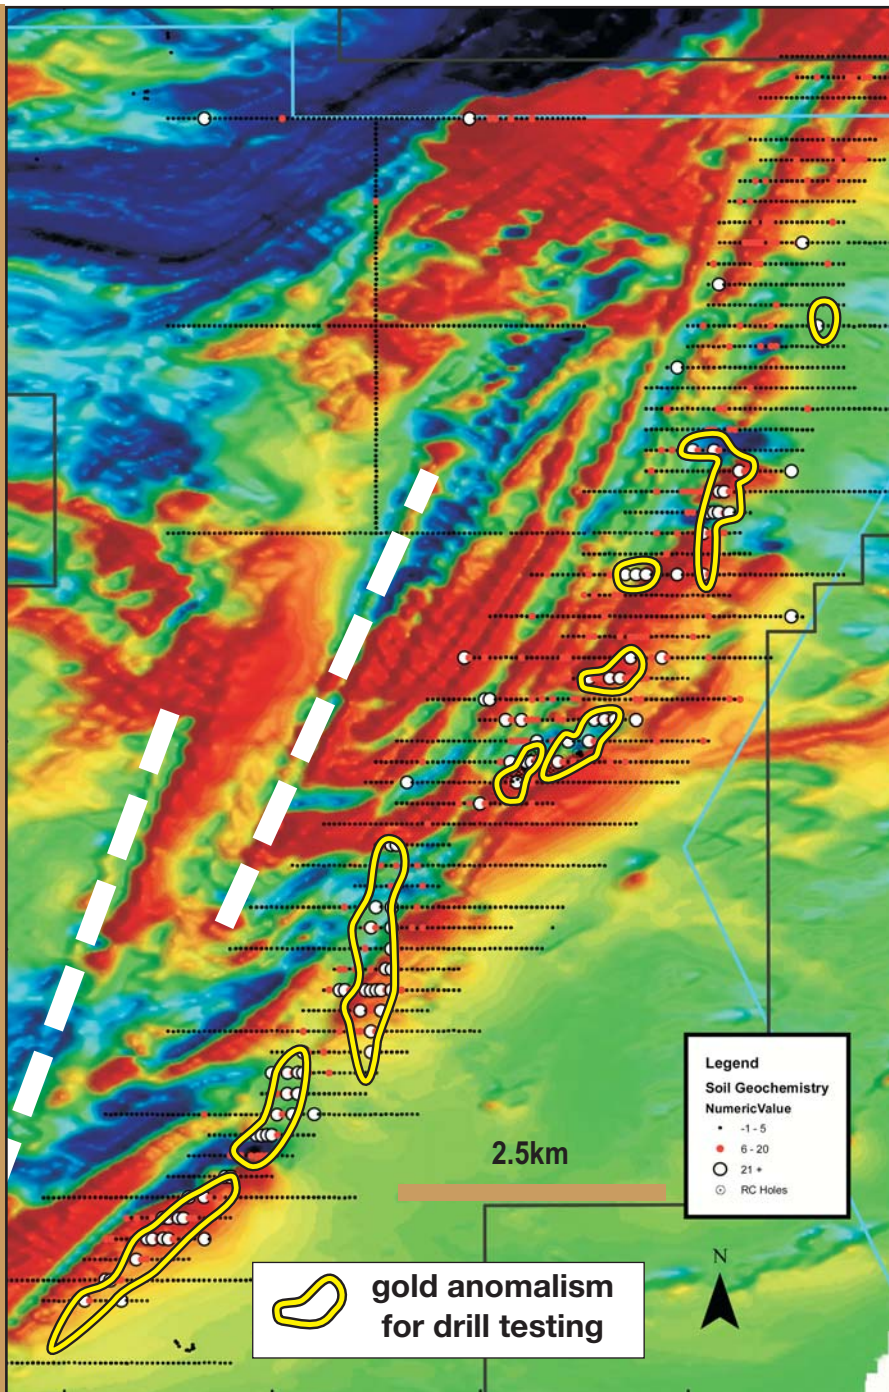 Legend
Soil Geochemistry
NumericValue
-1 - 5
6 - 20
21 +
RC Holes
2.5km
N
gold anomalism
for drill testing